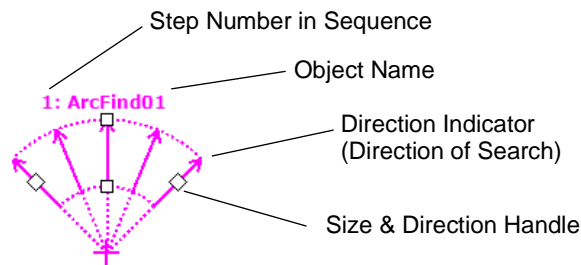 Step Number in Sequence
Object Name
1: ArcFind01
Direction Indicator
(Direction of Search)
Size & Direction Handle